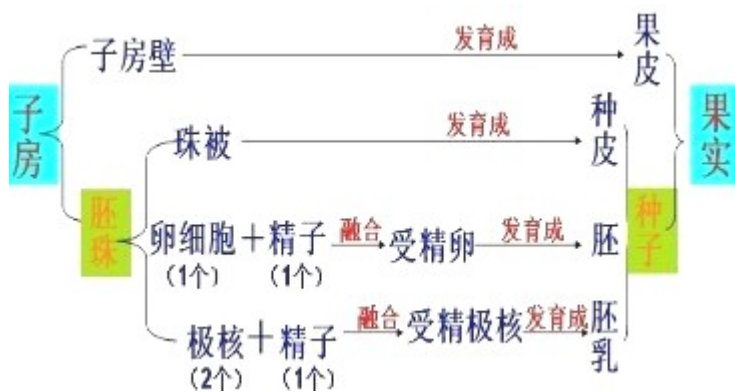 子房
子房壁 发育成 果皮
果实
胚珠
珠被 发育成 种皮
种子
卵细胞＋精子 融合 受精卵 发育成 胚
（1个） （1个）
极核＋精子 融合 受精极核 发育成 胚乳
（2个） （1个）